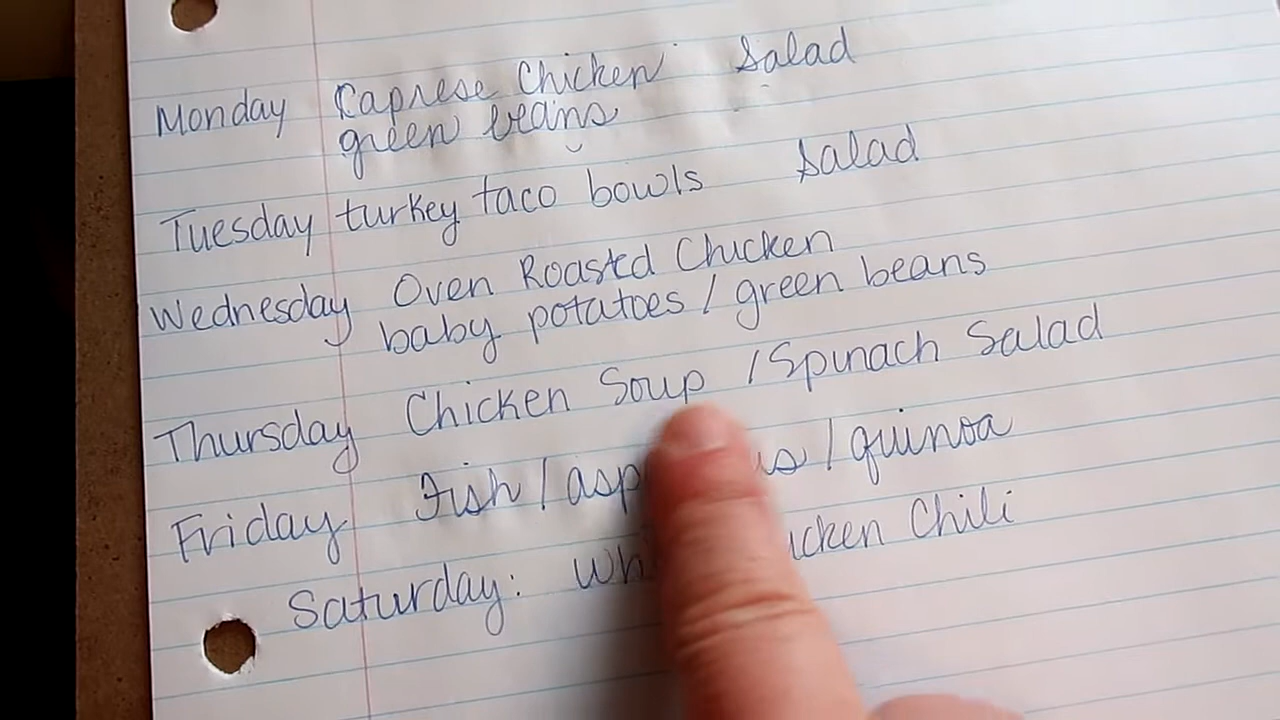 Monday Caprese Chicken Salad
green beans
Tuesday turkey taco bowls Salad
Wednesday Oven Roasted Chicken
baby potatoes / green beans
Thursday Chicken Soup / Spinach Salad
Friday Fish / / quinoa
Saturday: Chili